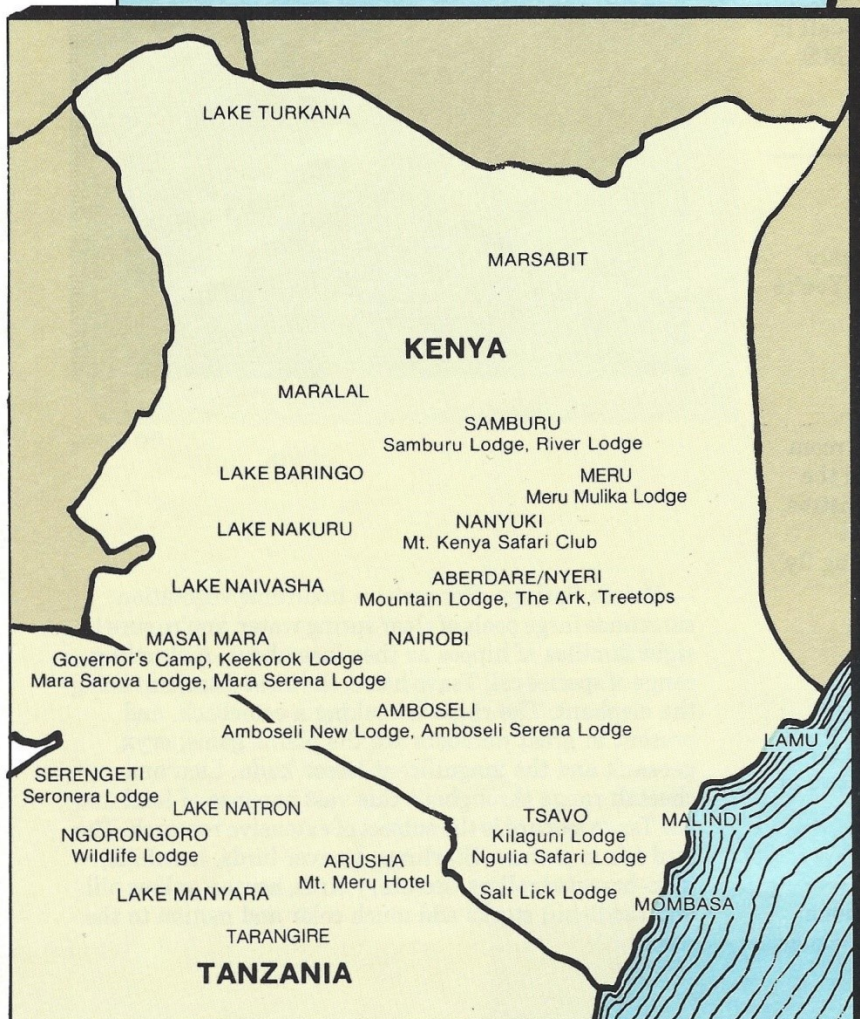 LAKE TURKANA
MARSABIT
KENYA
MARALAL
SAMBURU
Samburu Lodge, River Lodge
LAKE BARINGO
MERU
Meru Mulika Lodge
LAKE NAKURU
NANYUKI
Mt. Kenya Safari Club
LAKE NAIVASHA
ABERDARE/NYERI
Mountain Lodge, The Ark, Treetops
MASAI MARA
Governor's Camp, Keekorok Lodge
Mara Sarova Lodge, Mara Serena Lodge
NAIROBI
AMBOSELI
Amboseli New Lodge, Amboseli Serena Lodge
LAMU
SERENGETI
Seronera Lodge
LAKE NATRON
NGORONGORO
Wildlife Lodge
ARUSHA
Mt. Meru Hotel
TSAVO
Kilaguni Lodge
Ngulia Safari Lodge
Salt Lick Lodge
MALINDI
MOMBASA
LAKE MANYARA
TARANGIRE
TANZANIA